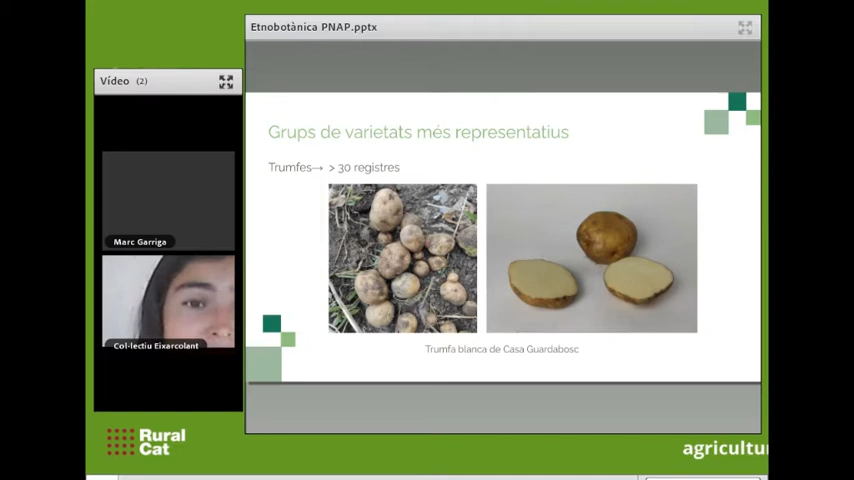 Etnobotànica PNAP.pptx
Vídeo (2)
Grups de varietats més representatius
Trumfes→ > 30 registres
Marc Garriga
Col·lectiu Eixarcolant
Trumfa blanca de Casa Guardabosc
Rural
Cat
agricultu